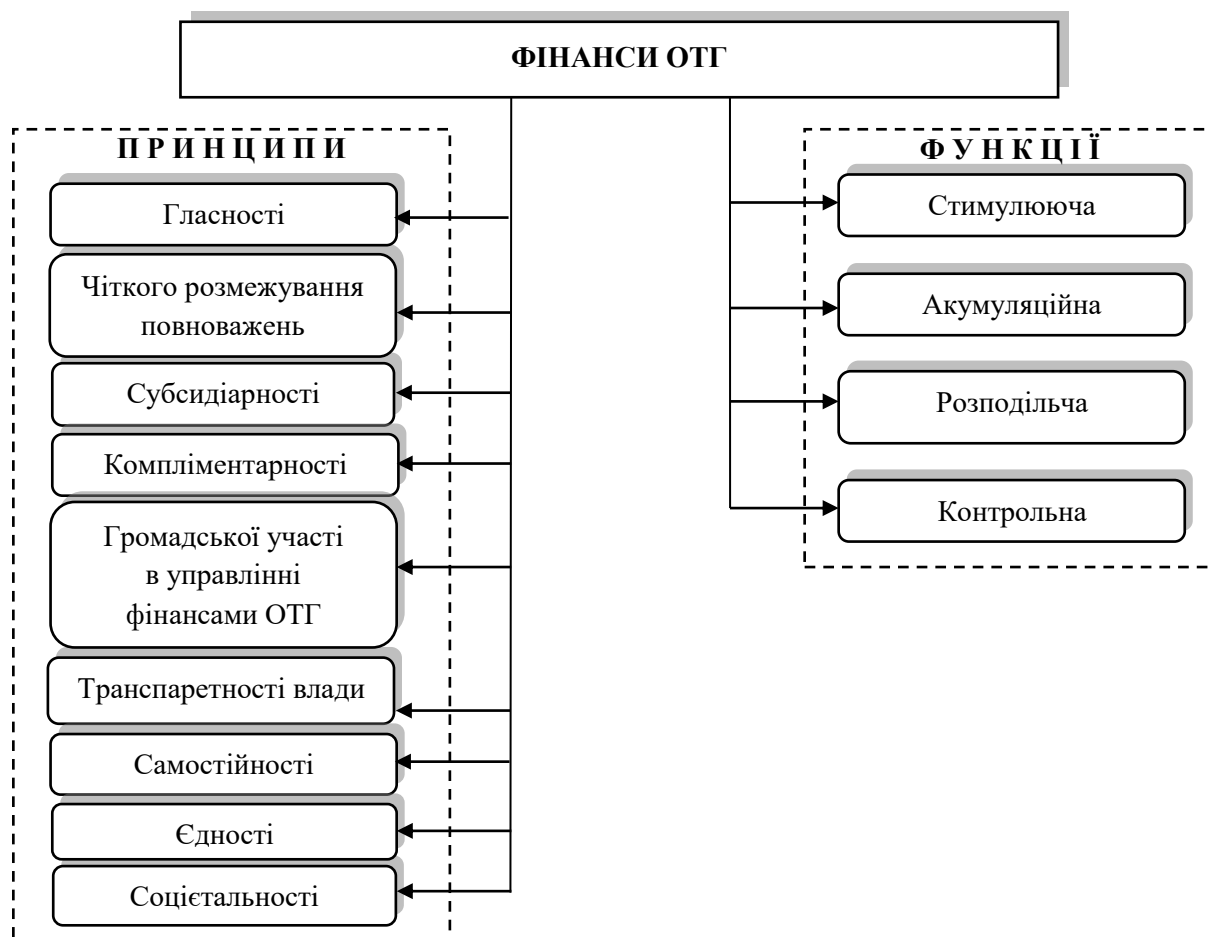 ФІНАНСИ ОТГ
П Р И Н Ц И П И
Гласності
Чіткого розмежування
повноважень
Субсидіарності
Компліментарності
Громадської участі
в управлінні
фінансами ОТГ
Транспаретності влади
Самостійності
Єдності
Соцієтальності
Ф У Н К Ц І Ї
Стимулююча
Акумуляційна
Розподільча
Контрольна